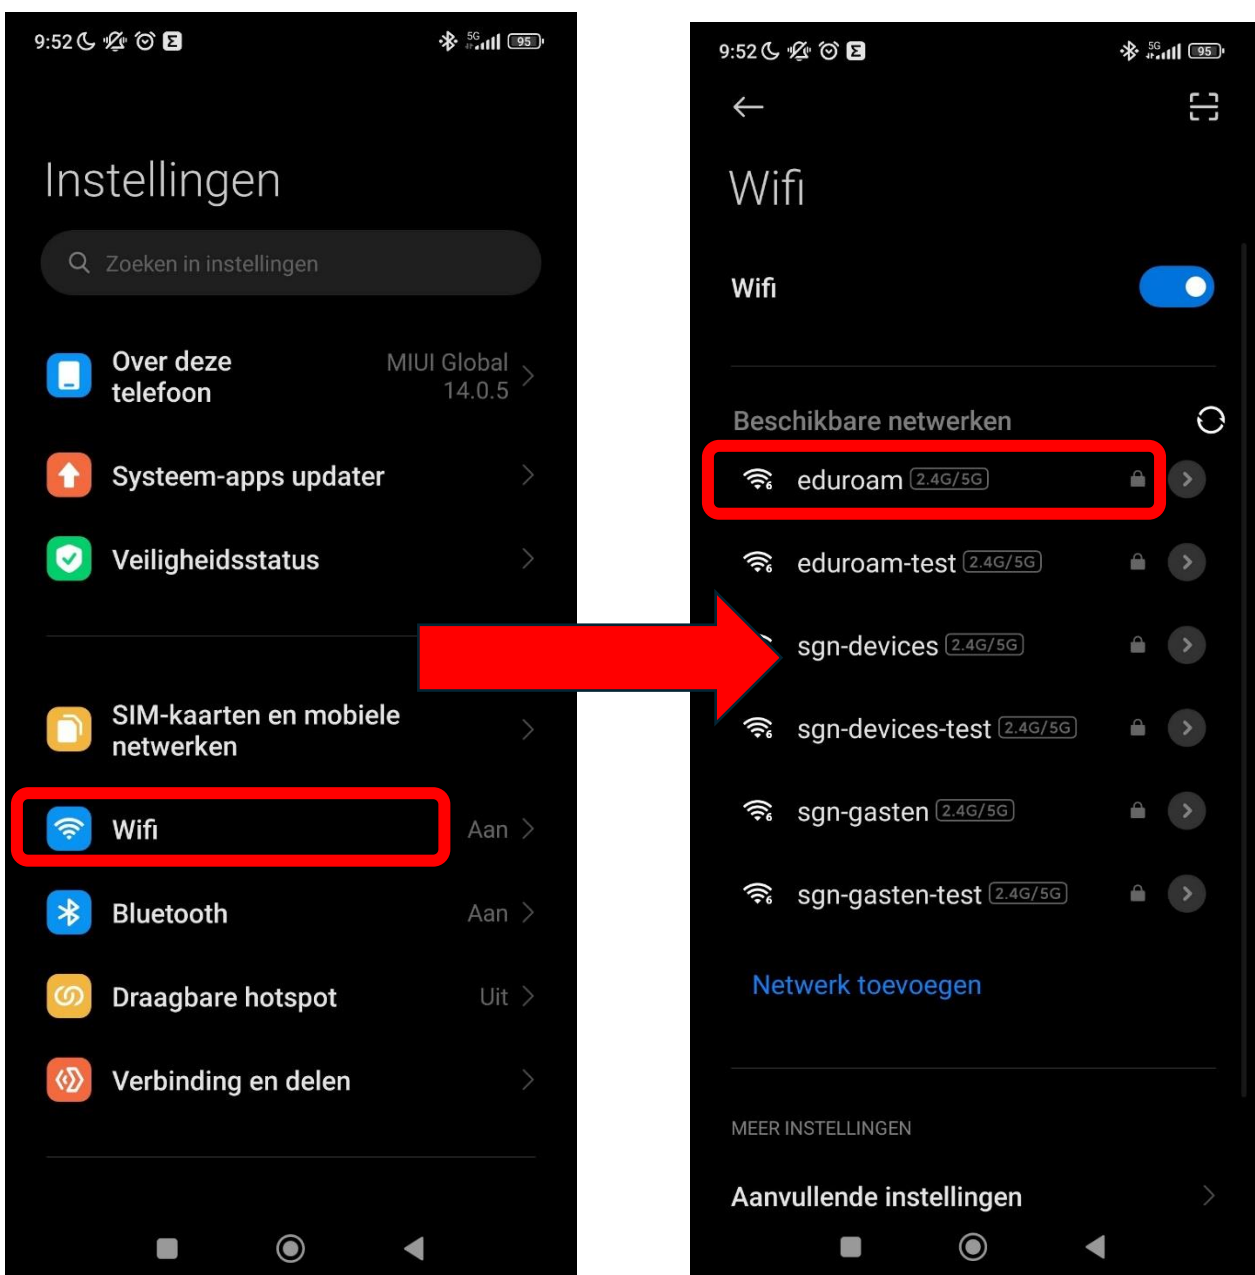 9:52
5G
95
Instellingen
Zoeken in instellingen
Over deze telefoon
MIUI Global 14.0.5
Systeem-apps updater
Veiligheidsstatus
SIM-kaarten en mobiele netwerken
Wifi
Aan
Bluetooth
Aan
Draagbare hotspot
Uit
Verbinding en delen
9:52
5G
95
Wifi
Wifi
Beschikbare netwerken
eduroam 2.4G/5G
eduroam-test 2.4G/5G
sgn-devices 2.4G/5G
sgn-devices-test 2.4G/5G
sgn-gasten 2.4G/5G
sgn-gasten-test 2.4G/5G
Netwerk toevoegen
MEER INSTELLINGEN
Aanvullende instellingen